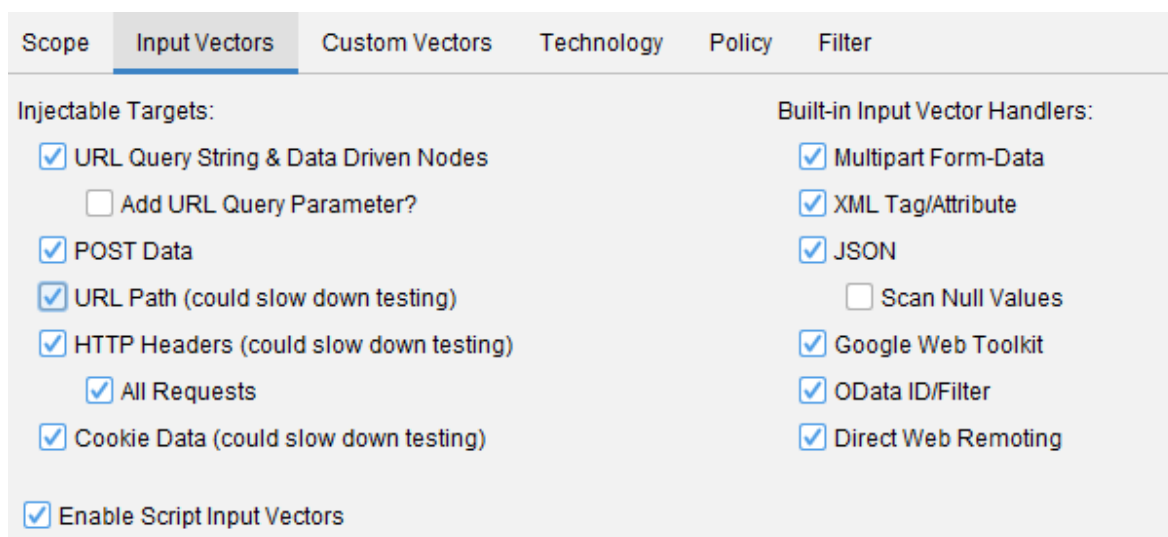 Scope Input Vectors Custom Vectors Technology Policy Filter
Injectable Targets:
URL Query String & Data Driven Nodes
Add URL Query Parameter?
POST Data
URL Path (could slow down testing)
HTTP Headers (could slow down testing)
All Requests
Cookie Data (could slow down testing)
Enable Script Input Vectors
Built-in Input Vector Handlers:
Multipart Form-Data
XML Tag/Attribute
JSON
Scan Null Values
Google Web Toolkit
OData ID/Filter
Direct Web Remoting